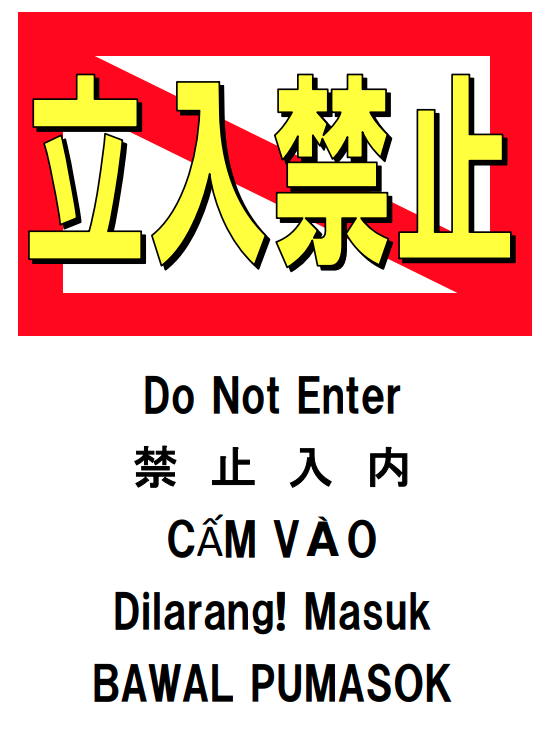 立入禁止
Do Not Enter
禁止入内
CẤM VÀO
Dilarang! Masuk
BAWAL PUMASOK